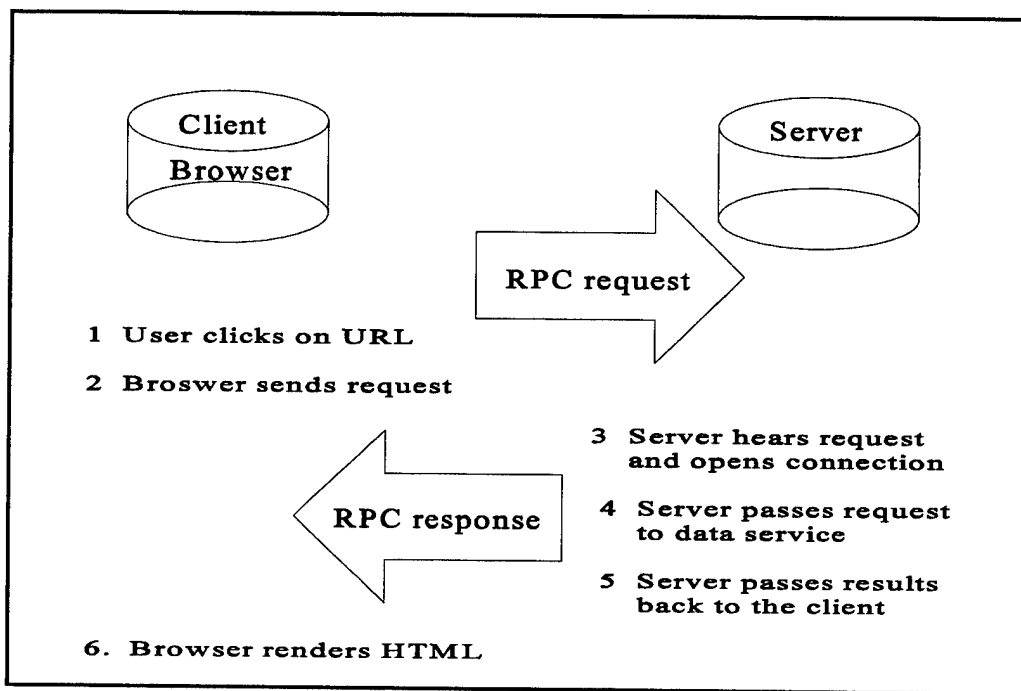 Client
Browser
Server
RPC request
1 User clicks on URL
2 Broswer sends request
3 Server hears request
and opens connection
RPC response
4 Server passes request
to data service
5 Server passes results
back to the client
6. Browser renders HTML